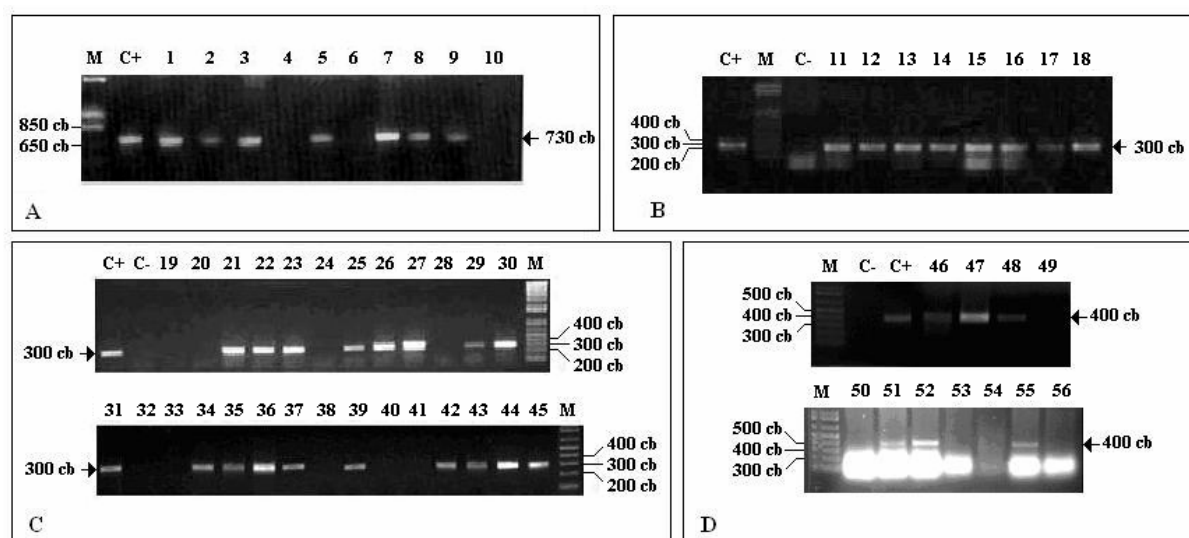 M C+ 1 2 3 4 5 6 7 8 9 10
850 cb
650 cb
730 cb
A
C+ M C- 11 12 13 14 15 16 17 18
400 cb
300 cb
200 cb
300 cb
B
C+ C- 19 20 21 22 23 24 25 26 27 28 29 30 M
300 cb
400 cb
300 cb
200 cb
31 32 33 34 35 36 37 38 39 40 41 42 43 44 45 M
300 cb
400 cb
300 cb
200 cb
C
M C- C+ 46 47 48 49
500 cb
400 cb
300 cb
400 cb
M 50 51 52 53 54 55 56
500 cb
400 cb
300 cb
400 cb
D